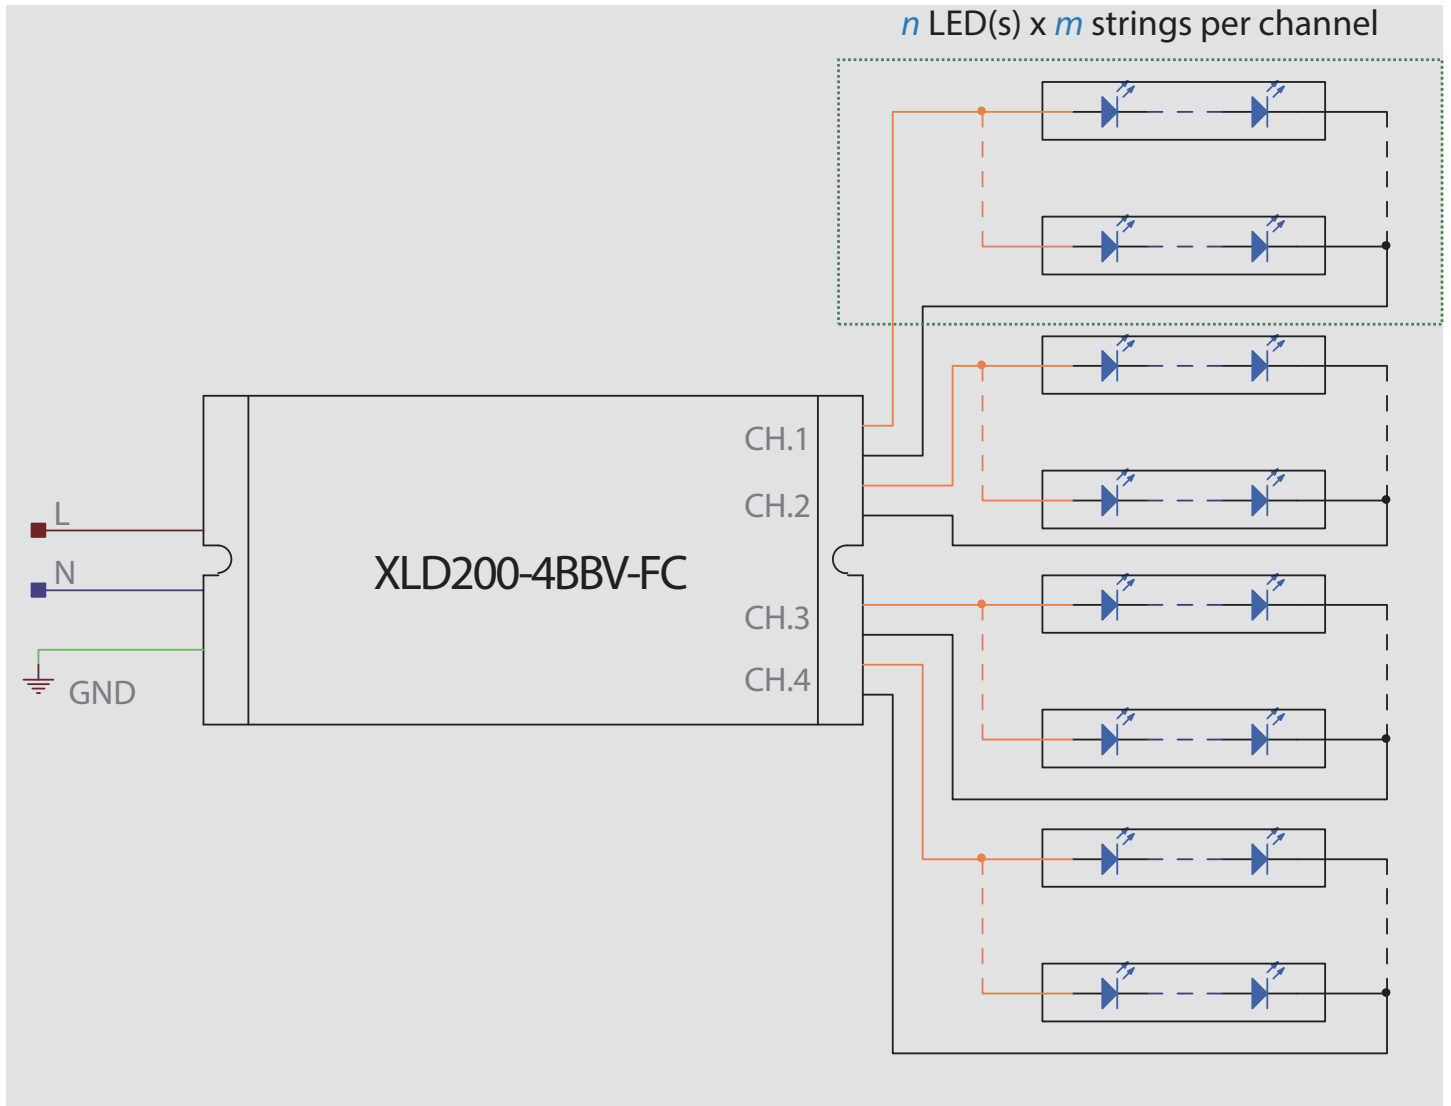 n LED(s) x m strings per channel
CH.1
CH.2
L
N
XLD200-4BBV-FC
CH.3
CH.4
GND